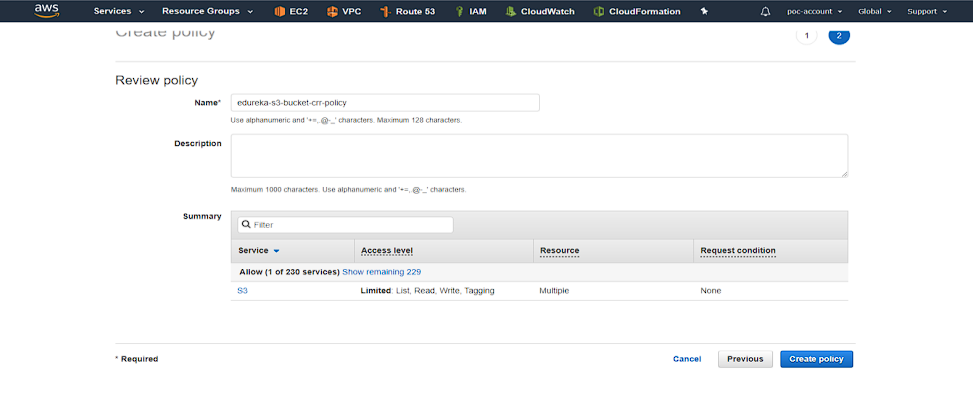 aws Services Resource Groups EC2 VPC Route 53 IAM CloudWatch CloudFormation poc-account Global Support
Create policy 1 2
Review policy
Name* edureka-s3-bucket-crr-policy
Use alphanumeric and '+=,.@-_' characters. Maximum 128 characters.
Description
Maximum 1000 characters. Use alphanumeric and '+=,.@-_' characters.
Summary Filter
Service Access level Resource Request condition
Allow (1 of 230 services) Show remaining 229
S3 Limited: List, Read, Write, Tagging Multiple None
* Required Cancel Previous Create policy